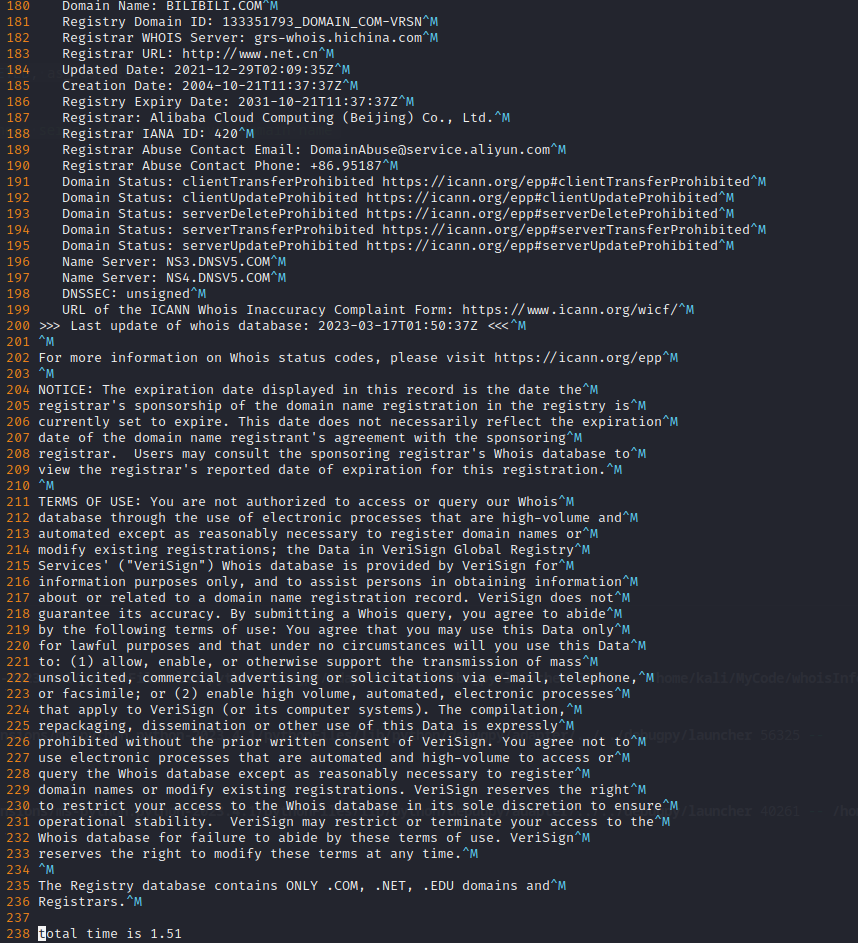 180    Domain Name: BILIBILI.COM^M
181    Registry Domain ID: 133351793_DOMAIN_COM-VRSN^M
182    Registrar WHOIS Server: grs-whois.hichina.com^M
183    Registrar URL: http://www.net.cn^M
184    Updated Date: 2021-12-29T02:09:35Z^M
185    Creation Date: 2004-10-21T11:37:37Z^M
186    Registry Expiry Date: 2031-10-21T11:37:37Z^M
187    Registrar: Alibaba Cloud Computing (Beijing) Co., Ltd.^M
188    Registrar IANA ID: 420^M
189    Registrar Abuse Contact Email: DomainAbuse@service.aliyun.com^M
190    Registrar Abuse Contact Phone: +86.95187^M
191    Domain Status: clientTransferProhibited https://icann.org/epp#clientTransferProhibited^M
192    Domain Status: clientUpdateProhibited https://icann.org/epp#clientUpdateProhibited^M
193    Domain Status: serverDeleteProhibited https://icann.org/epp#serverDeleteProhibited^M
194    Domain Status: serverTransferProhibited https://icann.org/epp#serverTransferProhibited^M
195    Domain Status: serverUpdateProhibited https://icann.org/epp#serverUpdateProhibited^M
196    Name Server: NS3.DNSV5.COM^M
197    Name Server: NS4.DNSV5.COM^M
198    DNSSEC: unsigned^M
199    URL of the ICANN Whois Inaccuracy Complaint Form: https://www.icann.org/wicf/^M
200 >>> Last update of whois database: 2023-03-17T01:50:37Z <<<^M
201 ^M
202 For more information on Whois status codes, please visit https://icann.org/epp^M
203 ^M
204 NOTICE: The expiration date displayed in this record is the date the^M
205 registrar's sponsorship of the domain name registration in the registry is^M
206 currently set to expire. This date does not necessarily reflect the expiration^M
207 date of the domain name registrant's agreement with the sponsoring^M
208 registrar.  Users may consult the sponsoring registrar's Whois database to^M
209 view the registrar's reported date of expiration for this registration.^M
210 ^M
211 TERMS OF USE: You are not authorized to access or query our Whois^M
212 database through the use of electronic processes that are high-volume and^M
213 automated except as reasonably necessary to register domain names or^M
214 modify existing registrations; the Data in VeriSign Global Registry^M
215 Services' ("VeriSign") Whois database is provided by VeriSign for^M
216 information purposes only, and to assist persons in obtaining information^M
217 about or related to a domain name registration record. VeriSign does not^M
218 guarantee its accuracy. By submitting a Whois query, you agree to abide^M
219 by the following terms of use: You agree that you may use this Data only^M
220 for lawful purposes and that under no circumstances will you use this Data^M
221 to: (1) allow, enable, or otherwise support the transmission of mass^M
222 unsolicited, commercial advertising or solicitations via e-mail, telephone,^M
223 or facsimile; or (2) enable high volume, automated, electronic processes^M
224 that apply to VeriSign (or its computer systems). The compilation,^M
225 repackaging, dissemination or other use of this Data is expressly^M
226 prohibited without the prior written consent of VeriSign. You agree not to^M
227 use electronic processes that are automated and high-volume to access or^M
228 query the Whois database except as reasonably necessary to register^M
229 domain names or modify existing registrations. VeriSign reserves the right^M
230 to restrict your access to the Whois database in its sole discretion to ensure^M
231 operational stability.  VeriSign may restrict or terminate your access to the^M
232 Whois database for failure to abide by these terms of use. VeriSign^M
233 reserves the right to modify these terms at any time.^M
234 ^M
235 The Registry database contains ONLY .COM, .NET, .EDU domains and^M
236 Registrars.^M
237
238 total time is 1.51